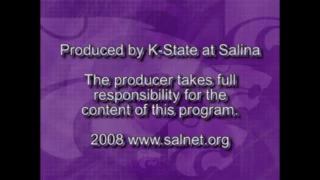 Produced by K-State at Salina
The producer takes full
responsibility for the
content of this program.
2008 www.salnet.org